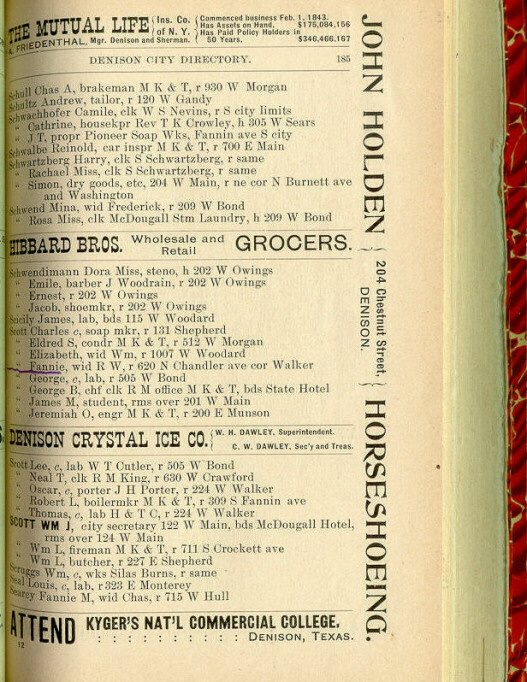 THE MUTUAL LIFE { Ins. Co. of N. Y. { Commenced business Feb. 1, 1843.
Has Assets on Hand, $175,084,156
A. FRIEDENTHAL, Mgr. Denison and Sherman. Has Paid Policy Holders in 50 Years. $346,466.167
DENISON CITY DIRECTORY. 185
Schull Chas A, brakeman M K & T, r 930 W Morgan
Schultz Andrew, tailor, r 120 W Gandy
Schwachhofer Camile, clk W S Nevins, r S city limits
" Cathrine, housekpr Rev T K Crowley, h 305 W Sears
" J T, propr Pioneer Soap Wks, Fannin ave S city
Schwalbe Reinold, car inspr M K & T, r 700 E Main
Schwartzberg Harry, clk S Schwartzberg, r same
" Rachael Miss, clk S Schwartzberg, r same
" Simon, dry goods, etc, 204 W Main, r ne cor N Burnett ave
and Washington
Schwend Mina, wid Frederick, r 209 W Bond
" Rosa Miss, clk McDougall Stm Laundry, h 209 W Bond
HIBBARD BROS. Wholesale and Retail GROCERS.
Schwendimann Dora Miss, steno, h 202 W Owings
" Emile, barber J Woodrain, r 202 W Owings
" Ernest, r 202 W Owings
" Jacob, shoemkr, r 202 W Owings
Scicily James, lab, bds 115 W Woodard
Scott Charles c, soap mkr, r 131 Shepherd
" Eldred S, condr M K & T, r 512 W Morgan
" Elizabeth, wid Wm, r 1007 W Woodard
" Fannie, wid R W, r 620 N Chandler ave cor Walker
" George, c, lab, r 505 W Bond
" George B, chf clk R M office M K & T, bds State Hotel
" James M, student, rms over 201 W Main
" Jeremiah O, engr M K & T, r 200 E Munson
DENISON CRYSTAL ICE CO. { W. H. DAWLEY, Superintendent.
C. W. DAWLEY, Sec'y and Treas.
Scott Lee, c, lab W T Cutler, r 505 W Bond
" Neal T, clk R M King, r 630 W Crawford
" Oscar, c, porter J H Porter, r 224 W Walker
" Robert L, boilermkr M K & T, r 309 S Fannin ave
" Thomas, c, lab H & T C, r 224 W Walker
SCOTT WM J, city secretary 122 W Main, bds McDougall Hotel,
rms over 124 W Main
" Wm L, fireman M K & T, r 711 S Crockett ave
" Wm L, butcher, r 227 E Shepherd
Scruggs Wm, c, wks Silas Burns, r same
Seal Louis, c, lab, r 323 E Monterey
Searcy Fannie M, wid Chas, r 715 W Hull
ATTEND KYGER'S NAT'L COMMERCIAL COLLEGE,
: : : : : : : : : : DENISON, TEXAS.
12
JOHN HOLDEN { 204 Chestnut Street, DENISON. } HORSESHOEING.